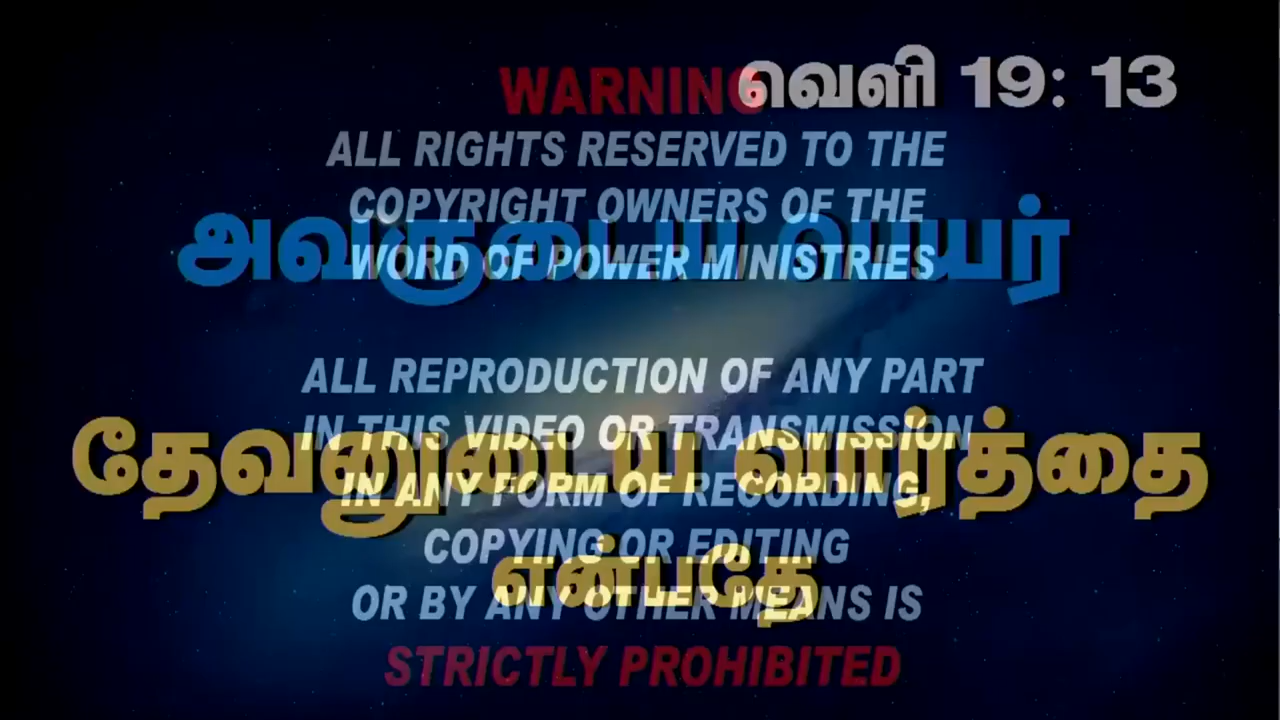 வெளி 19: 13
WARNING
ALL RIGHTS RESERVED TO THE
COPYRIGHT OWNERS OF THE
அவருடைய பெயர்
WORD OF POWER MINISTRIES
ALL REPRODUCTION OF ANY PART
IN THIS VIDEO OR TRANSMISSION
தேவனுடைய வார்த்தை
IN ANY FORM OF RECORDING,
COPYING OR EDITING
என்பதே
OR BY ANY OTHER MEANS IS
STRICTLY PROHIBITED